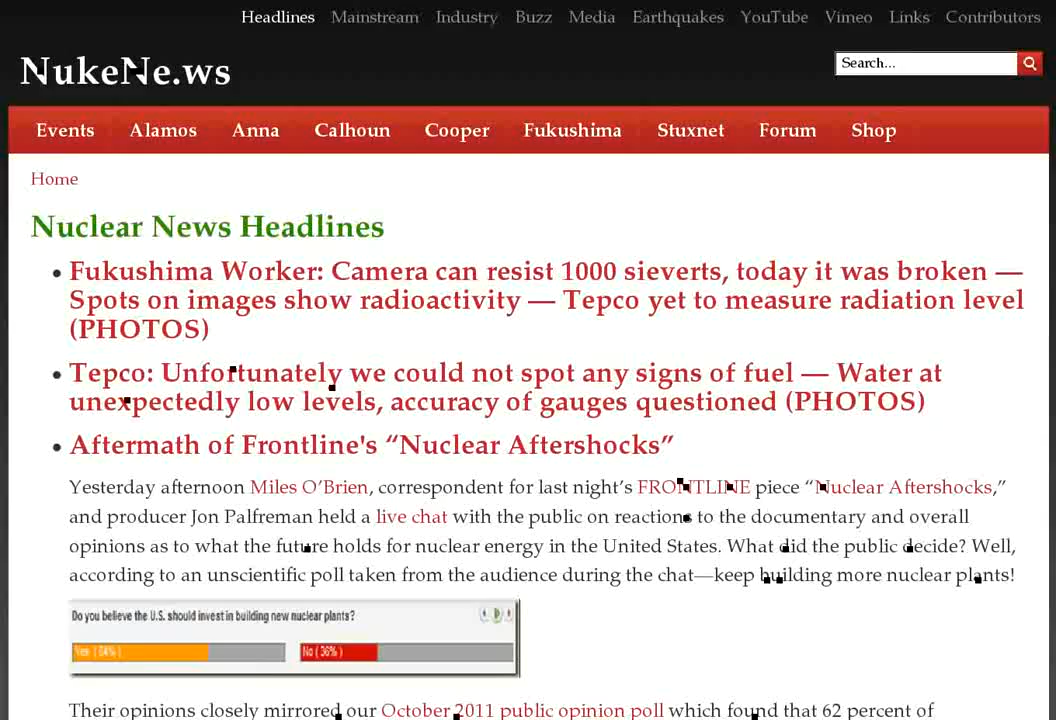 Headlines Mainstream Industry Buzz Media Earthquakes YouTube Vimeo Links Contributors
NukeNe.ws
Search...
Events Alamos Anna Calhoun Cooper Fukushima Stuxnet Forum Shop
Home
Nuclear News Headlines
Fukushima Worker: Camera can resist 1000 sieverts, today it was broken —
Spots on images show radioactivity — Tepco yet to measure radiation level
(PHOTOS)
Tepco: Unfortunately we could not spot any signs of fuel — Water at
unexpectedly low levels, accuracy of gauges questioned (PHOTOS)
Aftermath of Frontline's “Nuclear Aftershocks”
Yesterday afternoon Miles O’Brien, correspondent for last night’s FRONTLINE piece “Nuclear Aftershocks,”
and producer Jon Palfreman held a live chat with the public on reactions to the documentary and overall
opinions as to what the future holds for nuclear energy in the United States. What did the public decide? Well,
according to an unscientific poll taken from the audience during the chat—keep building more nuclear plants!
Do you believe the U.S. should invest in building new nuclear plants?
Yes ( 64% ) No ( 36% )
Their opinions closely mirrored our October 2011 public opinion poll which found that 62 percent of